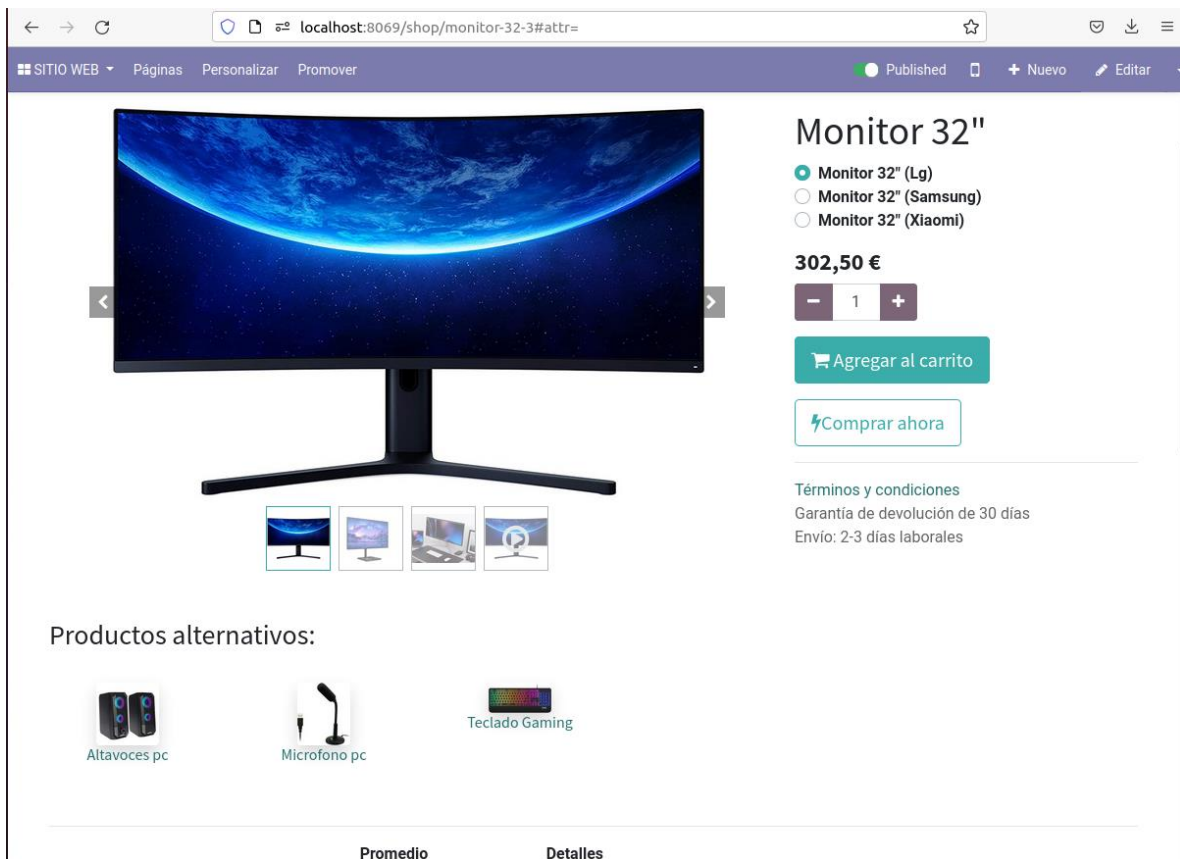 localhost:8069/shop/monitor-32-3#attr=
SITIO WEB Páginas Personalizar Promover Published Nuevo Editar
Monitor 32"
Monitor 32" (Lg)
Monitor 32" (Samsung)
Monitor 32" (Xiaomi)
302,50 €
1
Agregar al carrito
Comprar ahora
Términos y condiciones
Garantía de devolución de 30 días
Envío: 2-3 días laborales
Productos alternativos:
Altavoces pc
Microfono pc
Teclado Gaming
Promedio Detalles